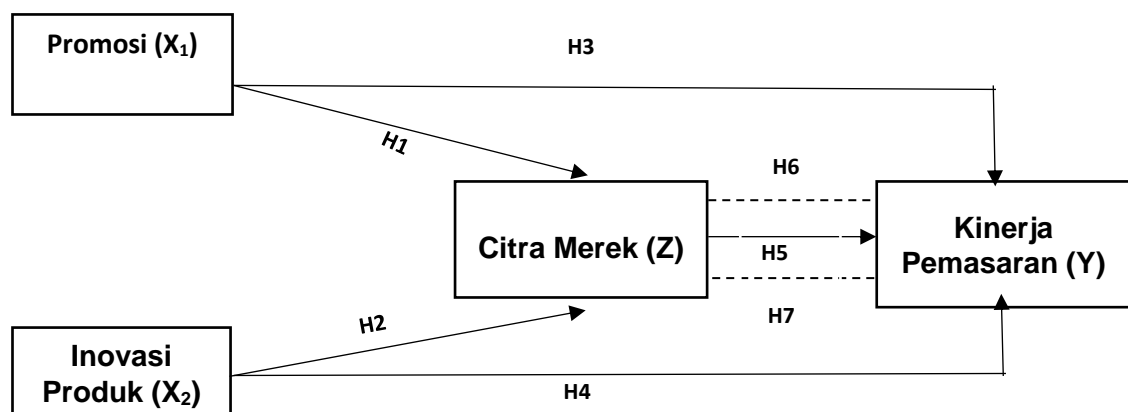 Promosi (X₁)
H3
H1
H6
Citra Merek (Z)
H5
Kinerja
Pemasaran (Y)
H7
H2
Inovasi
Produk (X₂)
H4